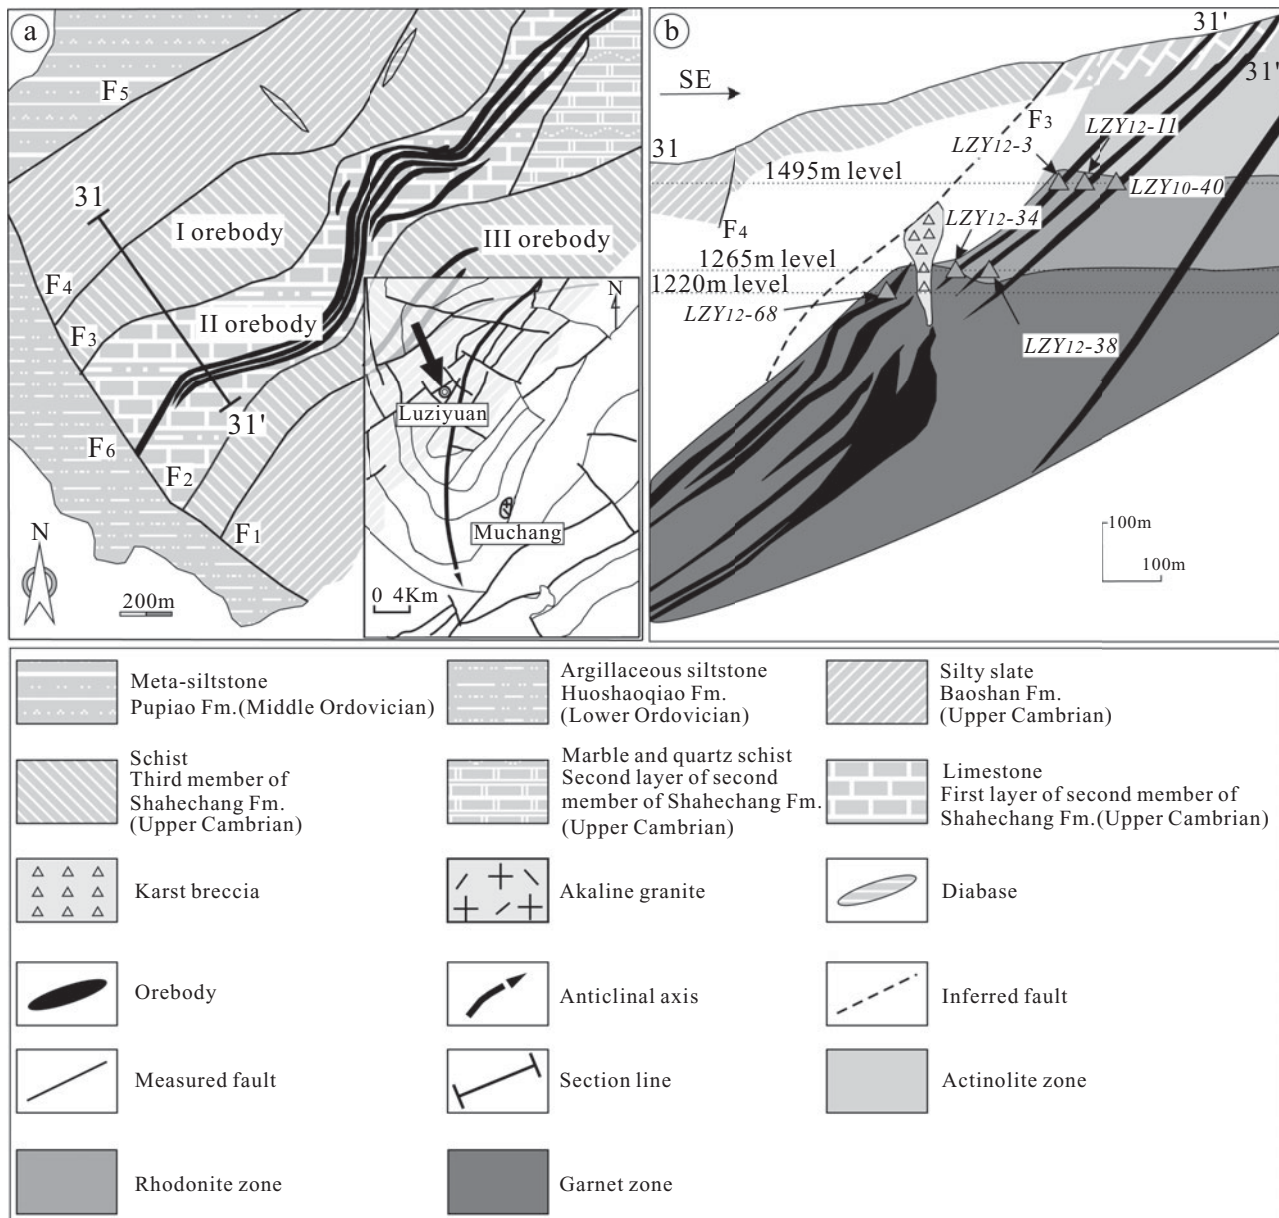 a
F5
31
I orebody
III orebody
F4
F3
II orebody
31'
F6
F2
F1
N
200m
N
Luziyuan
Muchang
0 4Km
b
SE
31'
31'
F3
LZY12-11
LZY12-3
31
1495m level
LZY10-40
LZY12-34
F4
1265m level
1220m level
LZY12-68
LZY12-38
100m
100m
Meta-siltstone
Pupiao Fm.(Middle Ordovician)
Argillaceous siltstone
Huoshaoqiao Fm.
(Lower Ordovician)
Silty slate
Baoshan Fm.
(Upper Cambrian)
Schist
Third member of
Shahechang Fm.
(Upper Cambrian)
Marble and quartz schist
Second layer of second
member of Shahechang Fm.
(Upper Cambrian)
Limestone
First layer of second member of
Shahechang Fm.(Upper Cambrian)
Karst breccia
Akaline granite
Diabase
Orebody
Anticlinal axis
Inferred fault
Measured fault
Section line
Actinolite zone
Rhodonite zone
Garnet zone